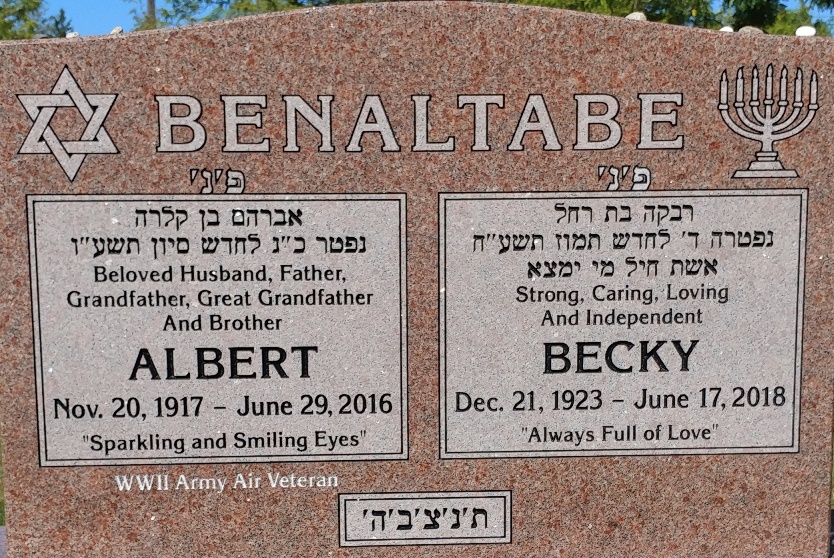 BENALTABE
פ'נ'
אברהם בן קלרה
נפטר כ"ג לחדש סיון תשע"ו
Beloved Husband, Father,
Grandfather, Great Grandfather
And Brother
ALBERT
Nov. 20, 1917 – June 29, 2016
"Sparkling and Smiling Eyes"
WWII Army Air Veteran
פ'נ'
רבקה בת רחל
נפטרה ד' לחדש תמוז תשע"ח
אשת חיל מי ימצא
Strong, Caring, Loving
And Independent
BECKY
Dec. 21, 1923 – June 17, 2018
"Always Full of Love"
ת'נ'צ'ב'ה'